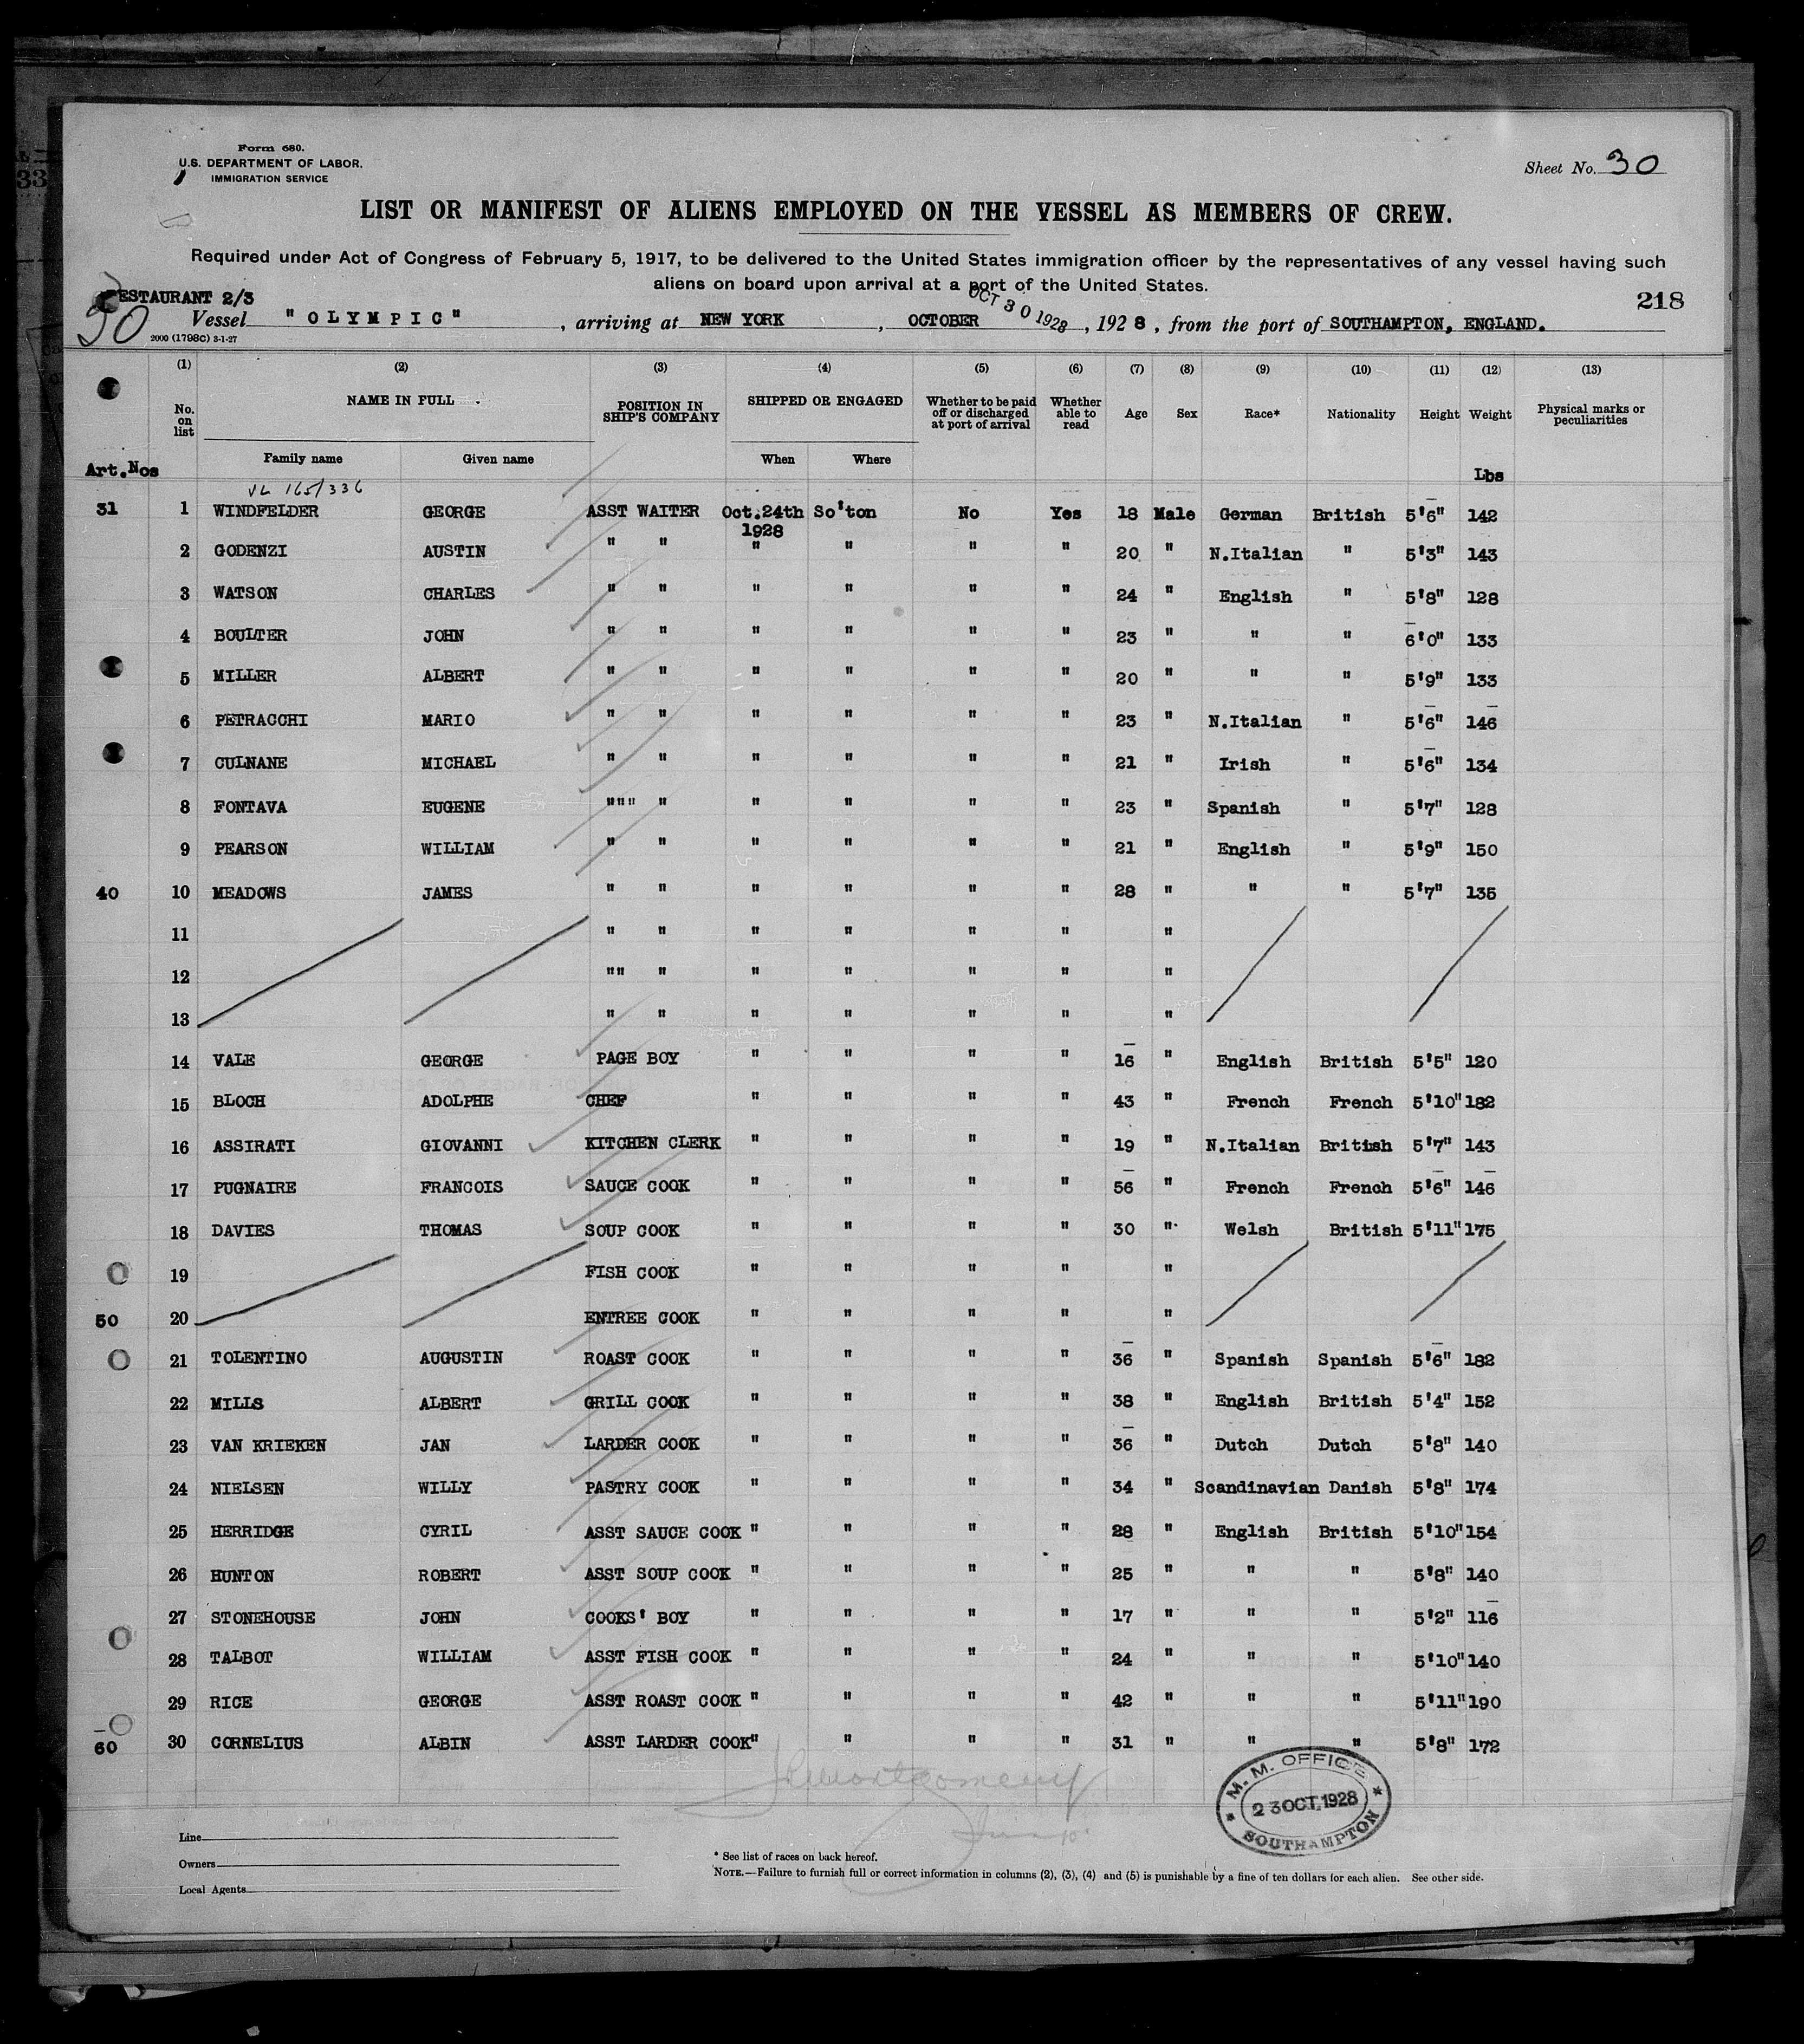 Form 680.
U.S. DEPARTMENT OF LABOR.
IMMIGRATION SERVICE
Sheet No. 30
LIST OR MANIFEST OF ALIENS EMPLOYED ON THE VESSEL AS MEMBERS OF CREW.
Required under Act of Congress of February 5, 1917, to be delivered to the United States immigration officer by the representatives of any vessel having such
aliens on board upon arrival at a port of the United States.
RESTAURANT 2/3
OCT 30 1928
218
30
Vessel "OLYMPIC", arriving at NEW YORK, OCTOBER, 1928, from the port of SOUTHAMPTON, ENGLAND.
2000 (1798c) 3-1-27
(1) (2) (3) (4) (5) (6) (7) (8) (9) (10) (11) (12) (13)
No. on list NAME IN FULL POSITION IN SHIP'S COMPANY SHIPPED OR ENGAGED Whether to be paid off or discharged at port of arrival Whether able to read Age Sex Race* Nationality Height Weight Physical marks or peculiarities
Family name Given name When Where
Art.Nos Lbs
VL 165/336
31 1 WINDFELDER GEORGE ASST WAITER Oct.24th 1928 So'ton No Yes 18 Male German British 5'6" 142
2 GODENZI AUSTIN " " " " " " 20 " N.Italian " 5'3" 143
3 WATSON CHARLES " " " " " " 24 " English " 5'8" 128
4 BOULTER JOHN " " " " " " 23 " " " 6'0" 133
5 MILLER ALBERT " " " " " " 20 " " " 5'9" 133
6 PETRACCHI MARIO " " " " " " 23 " N.Italian " 5'6" 146
7 CULNANE MICHAEL " " " " " " 21 " Irish " 5'6" 134
8 FONTAVA EUGENE """ " " " " " 23 " Spanish " 5'7" 128
9 PEARSON WILLIAM " " " " " " 21 " English " 5'9" 150
40 10 MEADOWS JAMES " " " " " " 28 " " " 5'7" 135
11 " " " " " " "
12 "" " " " " " "
13 " " " " " " "
14 VALE GEORGE PAGE BOY " " " " 16 " English British 5'5" 120
15 BLOCH ADOLPHE CHEF " " " " 43 " French French 5'10" 182
16 ASSIRATI GIOVANNI KITCHEN CLERK " " " " 19 " N.Italian British 5'7" 143
17 PUGNAIRE FRANCOIS SAUCE COOK " " " " 56 " French French 5'6" 146
18 DAVIES THOMAS SOUP COOK " " " " 30 " Welsh British 5'11" 175
19 FISH COOK " " " " "
50 20 ENTREE COOK " " " " "
21 TOLENTINO AUGUSTIN ROAST COOK " " " " 36 " Spanish Spanish 5'6" 182
22 MILLS ALBERT GRILL COOK " " " " 38 " English British 5'4" 152
23 VAN KRIEKEN JAN LARDER COOK " " " " 36 " Dutch Dutch 5'8" 140
24 NIELSEN WILLY PASTRY COOK " " " " 34 " Scandinavian Danish 5'8" 174
25 HERRIDGE CYRIL ASST SAUCE COOK " " " " 28 " English British 5'10" 154
26 HUNTON ROBERT ASST SOUP COOK " " " " 25 " " " 5'8" 140
27 STONEHOUSE JOHN COOKS' BOY " " " " 17 " " " 5'2" 116
28 TALBOT WILLIAM ASST FISH COOK " " " " 24 " " " 5'10" 140
29 RICE GEORGE ASST ROAST COOK " " " " 42 " " " 5'11" 190
60 30 CORNELIUS ALBIN ASST LARDER COOK " " " " 31 " " " 5'8" 172
M. M. OFFICE
23 OCT. 1928
SOUTHAMPTON
Line
Owners
Local Agents
* See list of races on back hereof.
NOTE.—Failure to furnish full or correct information in columns (2), (3), (4) and (5) is punishable by a fine of ten dollars for each alien. See other side.